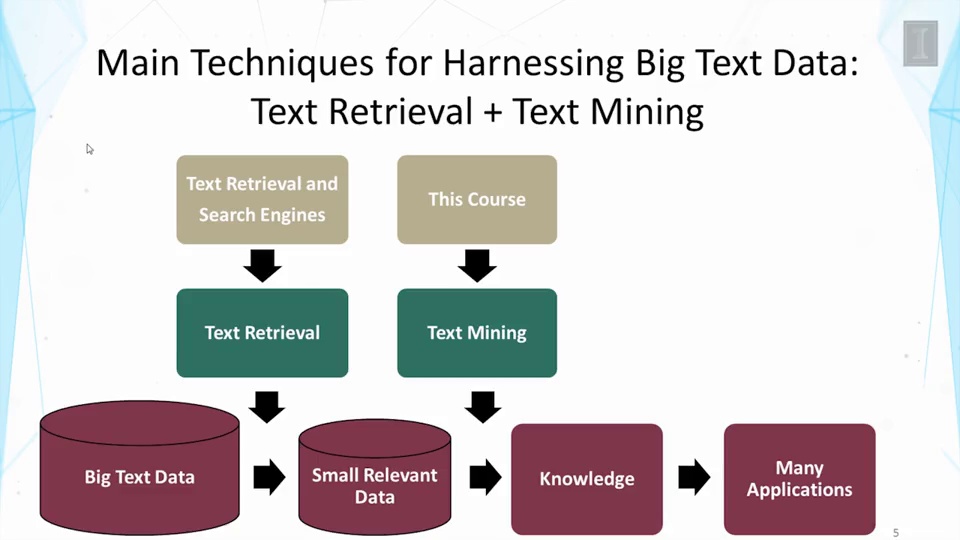 Main Techniques for Harnessing Big Text Data:
Text Retrieval + Text Mining
Text Retrieval and
Search Engines
This Course
Text Retrieval
Text Mining
Big Text Data
Small Relevant
Data
Knowledge
Many
Applications
5